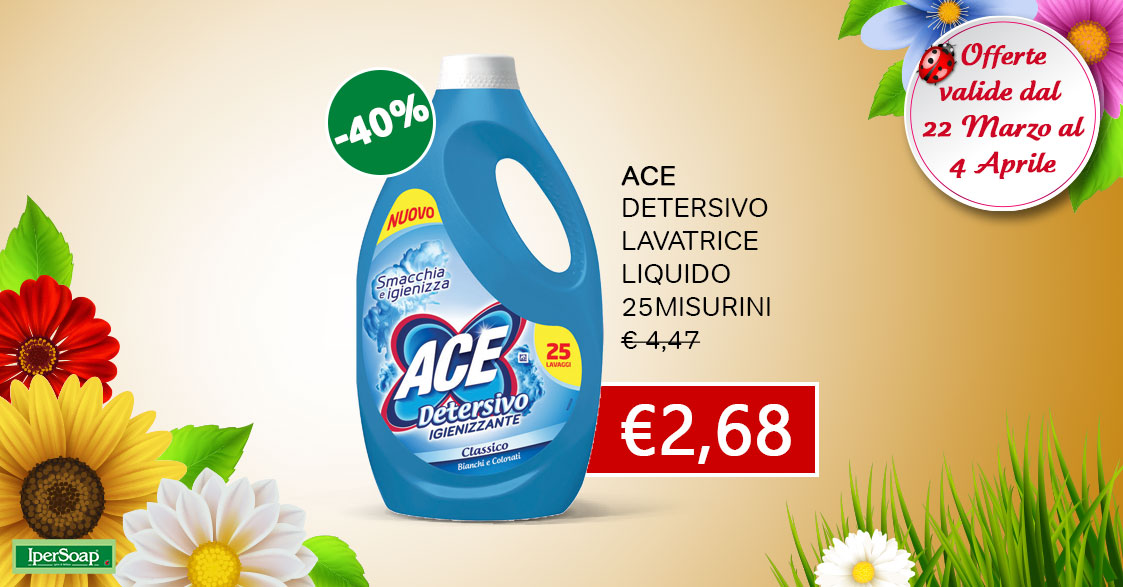 Offerte
valide dal
22 Marzo al
4 Aprile
-40%
ACE
DETERSIVO
LAVATRICE
LIQUIDO
25MISURINI
€ 4,47
€2,68
NUOVO
Smacchia
e igienizza
ACE
25
LAVAGGI
Detersivo
IGIENIZZANTE
Classico
Bianchi e Colorati
IperSoap